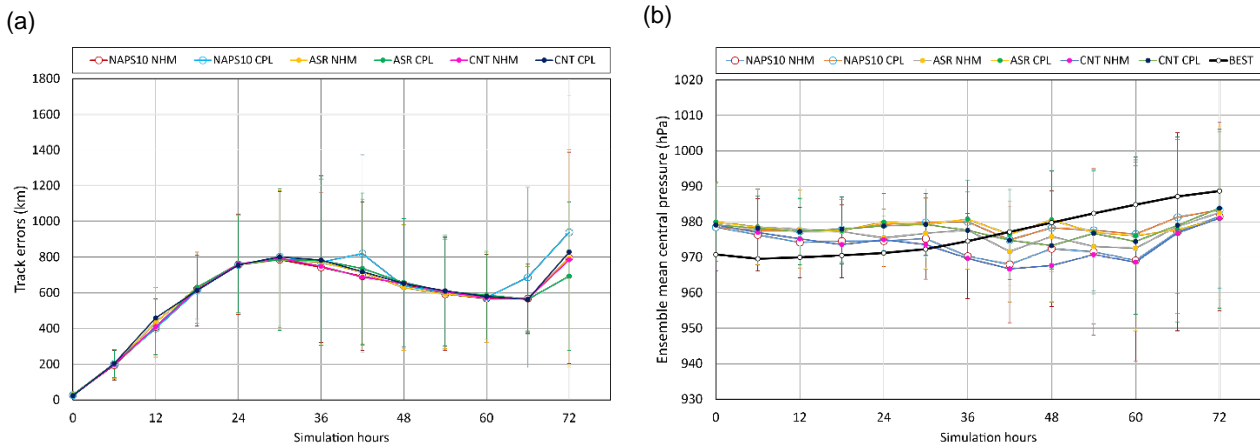 (a)
NAPS10 NHM NAPS10 CPL ASR NHM ASR CPL CNT NHM CNT CPL
1800
1600
1400
1200
1000
800
600
400
200
0
Track errors (km)
0 12 24 36 48 60 72
Simulation hours
(b)
NAPS10 NHM NAPS10 CPL ASR NHM ASR CPL CNT NHM CNT CPL BEST
1020
1010
1000
990
980
970
960
950
940
930
Ensemble mean central pressure (hPa)
0 12 24 36 48 60 72
Simulation hours